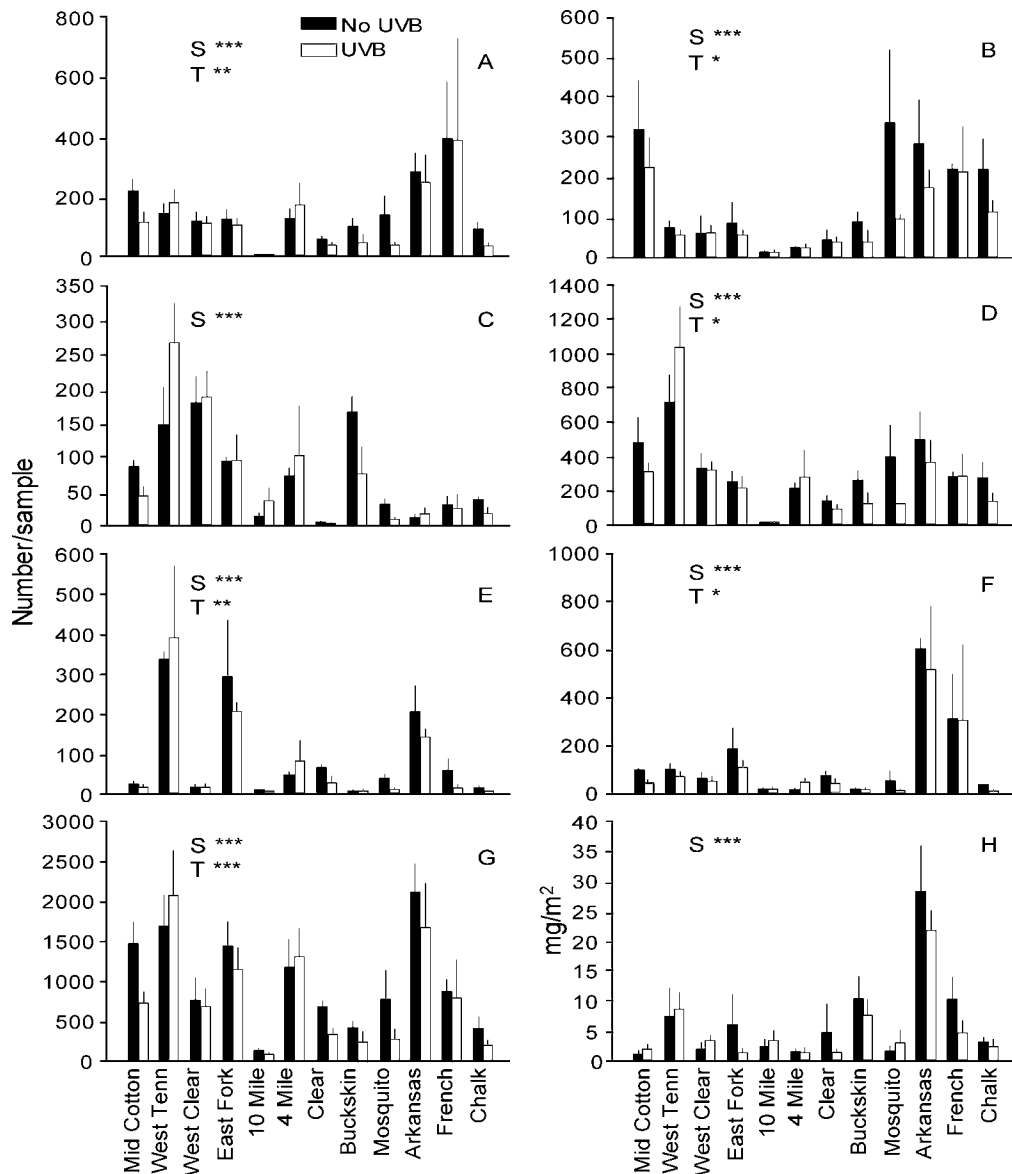 No UVB
UVB
800
600
400
200
0
S ***
T **
A
600
500
400
300
200
100
0
S ***
T *
B
350
300
250
200
150
100
50
0
S ***
C
1400
1200
1000
800
600
400
200
0
S ***
T *
D
Number/sample
600
500
400
300
200
100
0
S ***
T **
E
1000
800
600
400
200
0
S ***
T *
F
3000
2500
2000
1500
1000
500
0
S ***
T ***
G
mg/m²
40
35
30
25
20
15
10
5
0
S ***
H
Mid Cotton
West Tenn
West Clear
East Fork
10 Mile
4 Mile
Clear
Buckskin
Mosquito
Arkansas
French
Chalk
Mid Cotton
West Tenn
West Clear
East Fork
10 Mile
4 Mile
Clear
Buckskin
Mosquito
Arkansas
French
Chalk